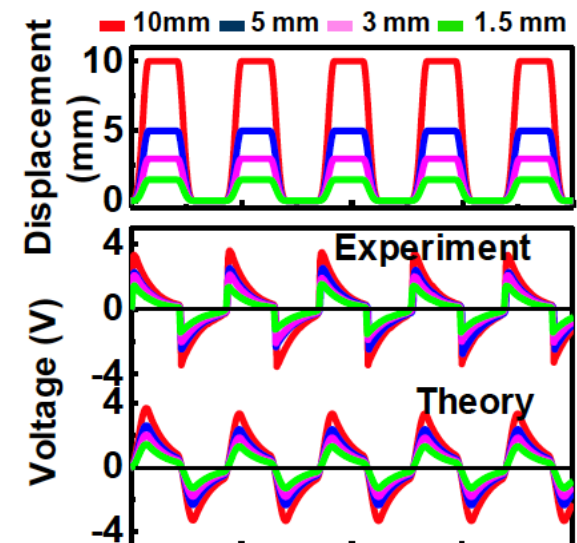 10mm 5 mm 3 mm 1.5 mm
Displacement
(mm)
10
5
0
Voltage (V)
4
Experiment
0
-4
4
Theory
0
-4